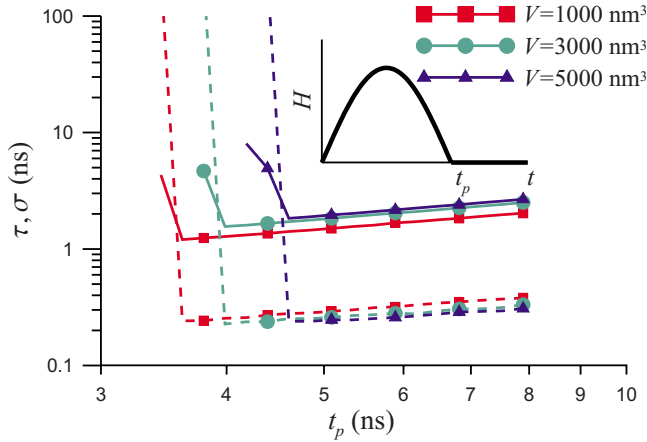 100
10
1
0.1
τ, σ (ns)
3
4
5
6
7
8
9
10
t_p (ns)
V=1000 nm³
V=3000 nm³
V=5000 nm³
H
t_p
t